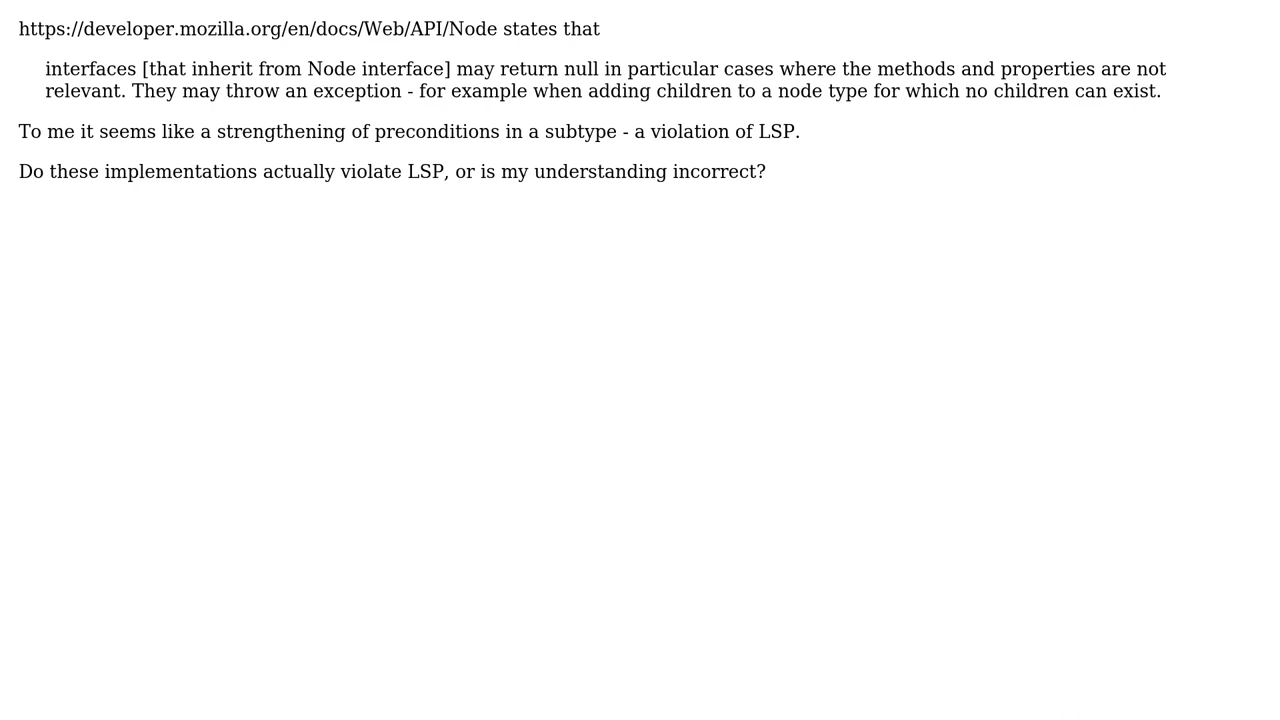 https://developer.mozilla.org/en/docs/Web/API/Node states that
interfaces [that inherit from Node interface] may return null in particular cases where the methods and properties are not
relevant. They may throw an exception - for example when adding children to a node type for which no children can exist.
To me it seems like a strengthening of preconditions in a subtype - a violation of LSP.
Do these implementations actually violate LSP, or is my understanding incorrect?